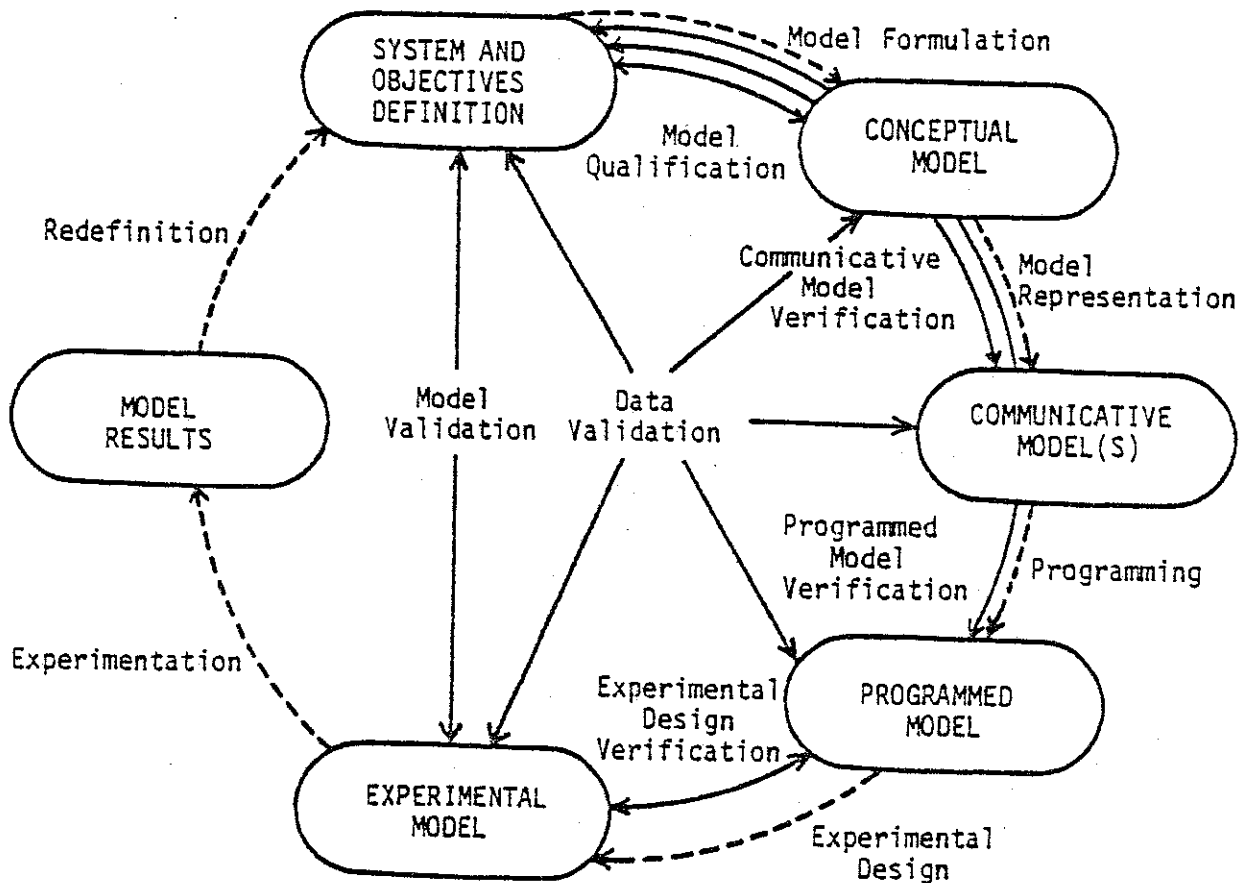 SYSTEM AND
OBJECTIVES
DEFINITION
Model Formulation
CONCEPTUAL
MODEL
Model
Qualification
Redefinition
Communicative
Model
Verification
Model
Representation
MODEL
RESULTS
Model
Validation
Data
Validation
COMMUNICATIVE
MODEL(S)
Programmed
Model
Verification
Programming
Experimentation
Experimental
Design
Verification
PROGRAMMED
MODEL
EXPERIMENTAL
MODEL
Experimental
Design